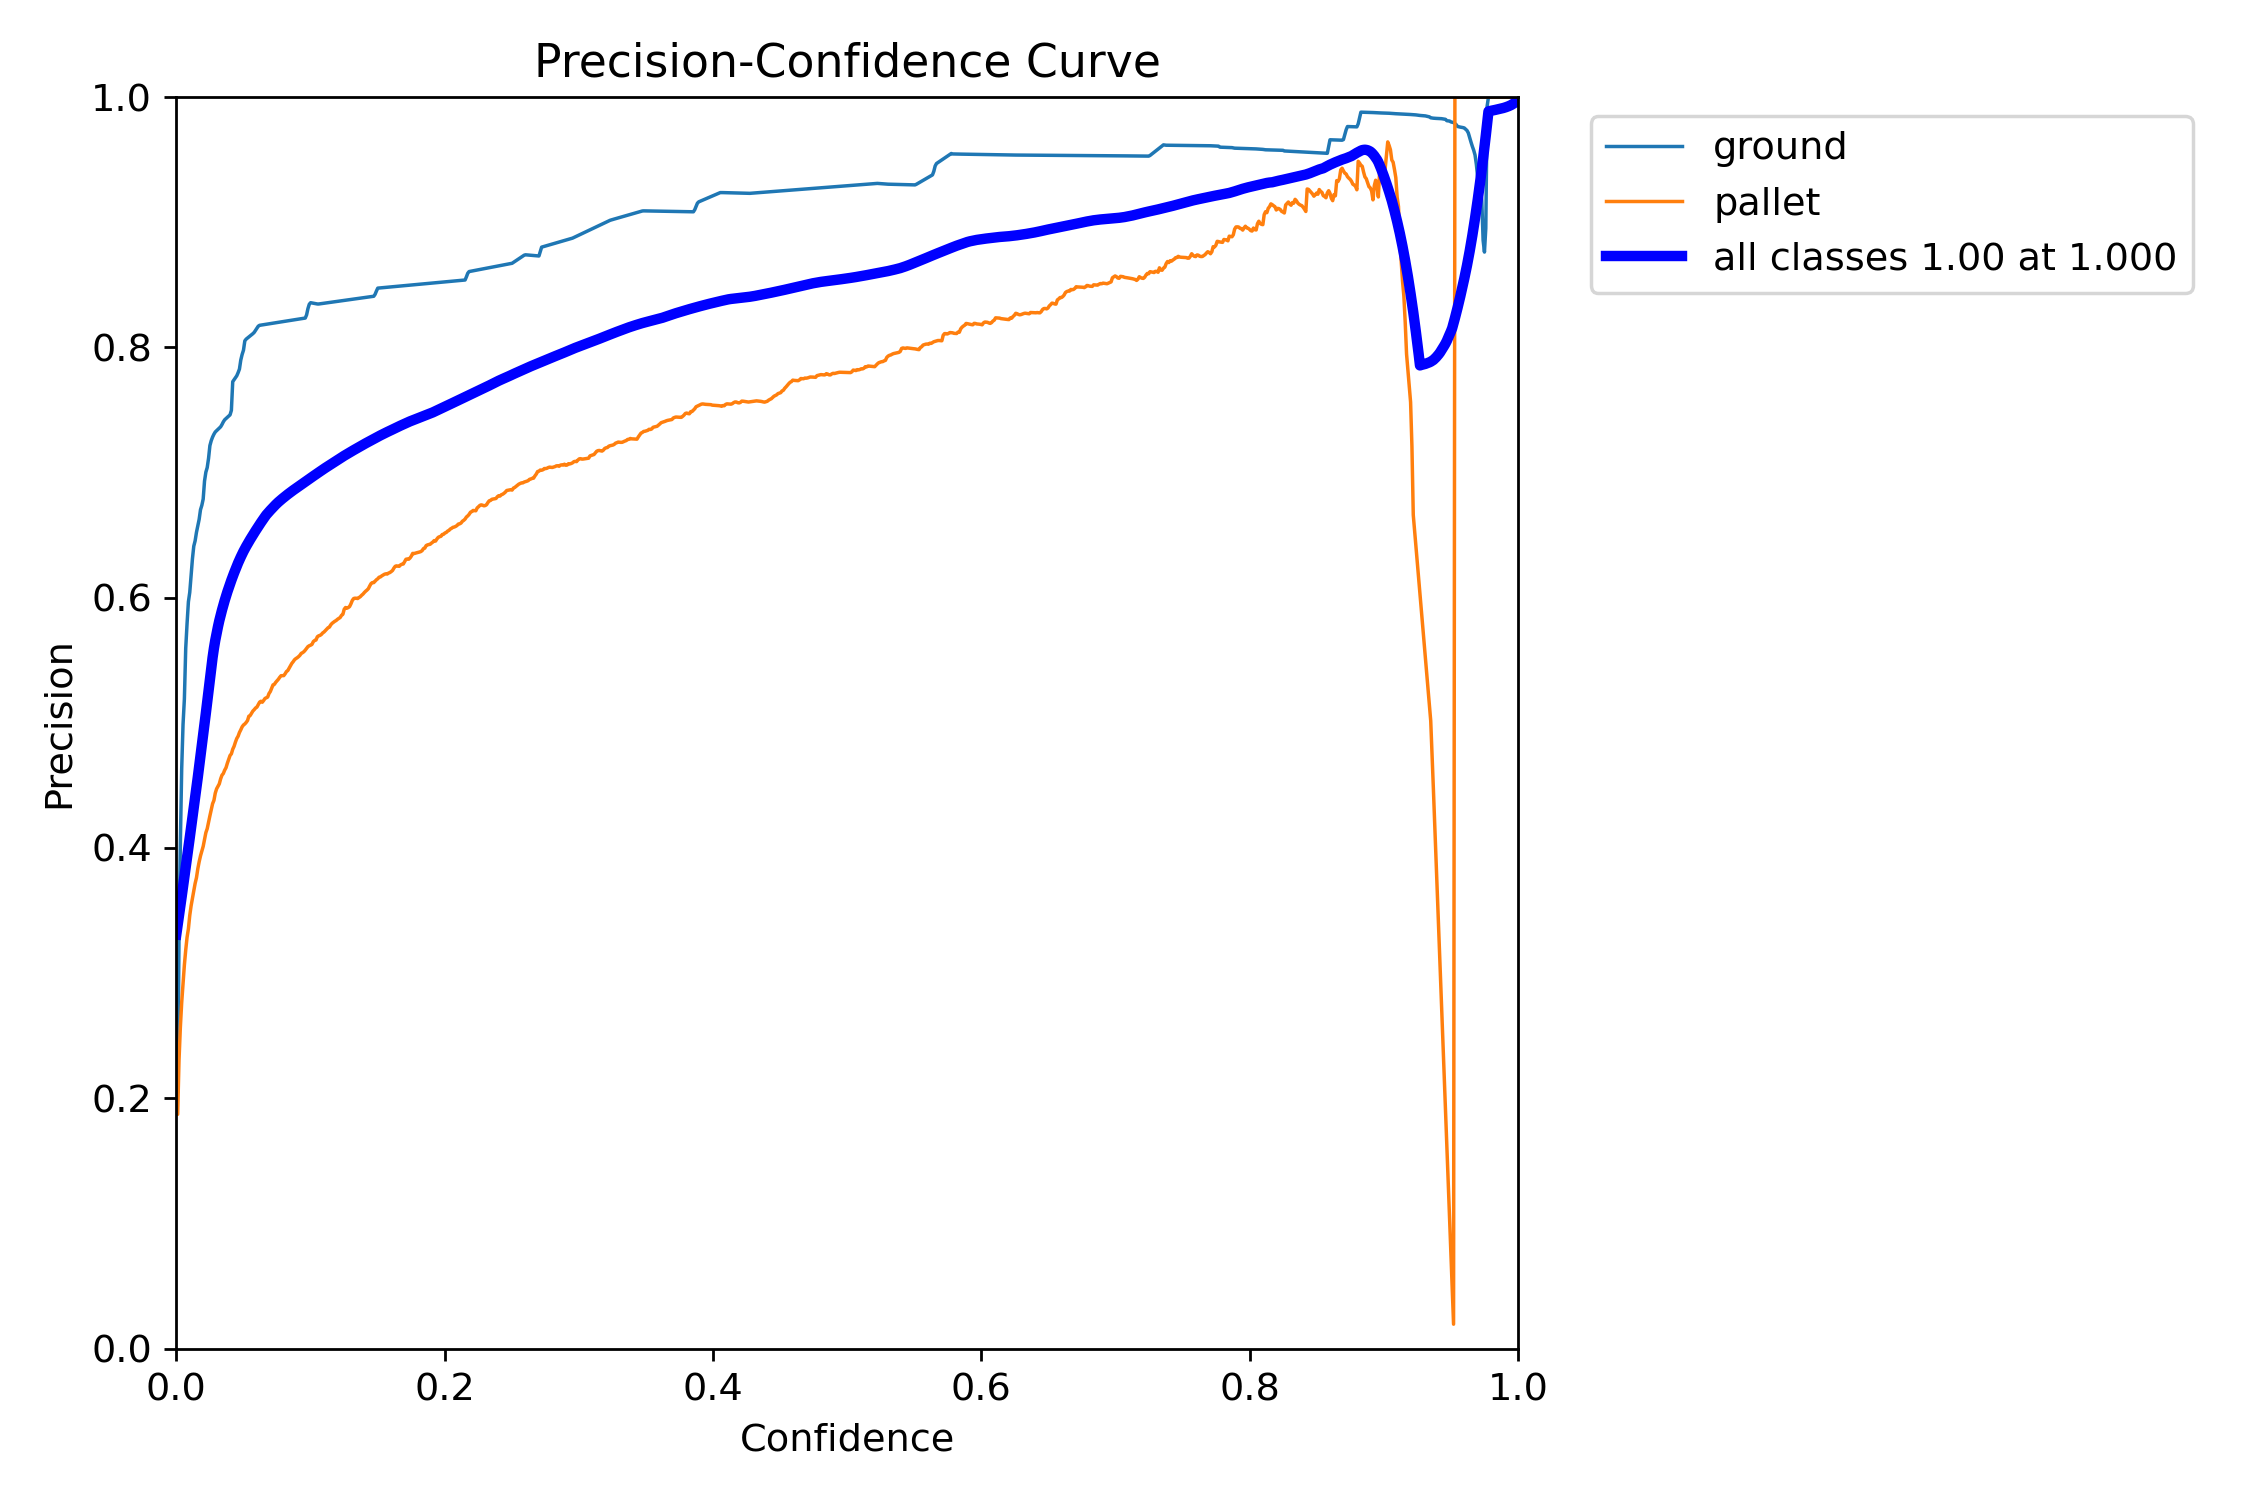 Precision-Confidence Curve
1.0
0.8
0.6
0.4
0.2
0.0
Precision
0.0 0.2 0.4 0.6 0.8 1.0
Confidence
ground
pallet
all classes 1.00 at 1.000